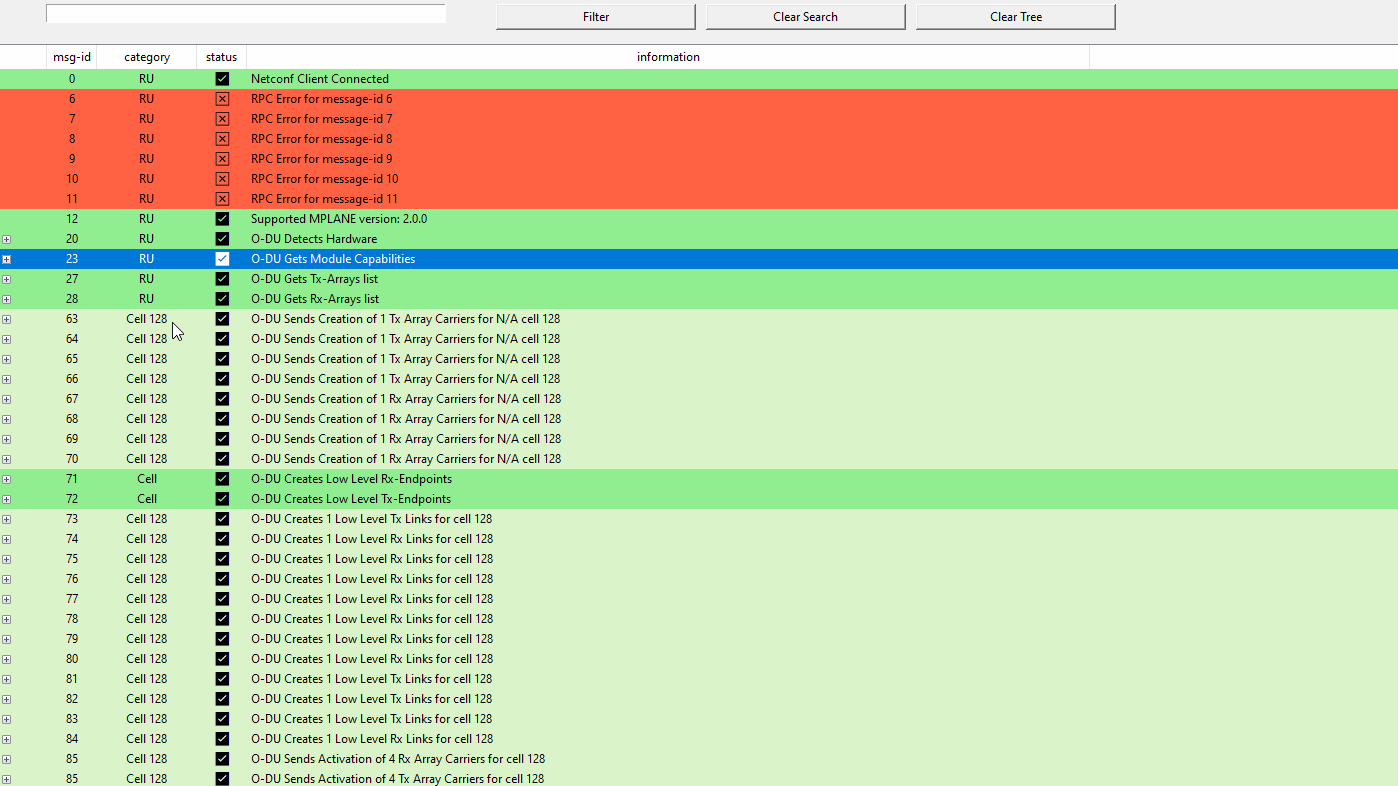 Filter Clear Search Clear Tree
msg-id category status information
0 RU Netconf Client Connected
6 RU RPC Error for message-id 6
7 RU RPC Error for message-id 7
8 RU RPC Error for message-id 8
9 RU RPC Error for message-id 9
10 RU RPC Error for message-id 10
11 RU RPC Error for message-id 11
12 RU Supported MPLANE version: 2.0.0
20 RU O-DU Detects Hardware
23 RU O-DU Gets Module Capabilities
27 RU O-DU Gets Tx-Arrays list
28 RU O-DU Gets Rx-Arrays list
63 Cell 128 O-DU Sends Creation of 1 Tx Array Carriers for N/A cell 128
64 Cell 128 O-DU Sends Creation of 1 Tx Array Carriers for N/A cell 128
65 Cell 128 O-DU Sends Creation of 1 Tx Array Carriers for N/A cell 128
66 Cell 128 O-DU Sends Creation of 1 Tx Array Carriers for N/A cell 128
67 Cell 128 O-DU Sends Creation of 1 Rx Array Carriers for N/A cell 128
68 Cell 128 O-DU Sends Creation of 1 Rx Array Carriers for N/A cell 128
69 Cell 128 O-DU Sends Creation of 1 Rx Array Carriers for N/A cell 128
70 Cell 128 O-DU Sends Creation of 1 Rx Array Carriers for N/A cell 128
71 Cell O-DU Creates Low Level Rx-Endpoints
72 Cell O-DU Creates Low Level Tx-Endpoints
73 Cell 128 O-DU Creates 1 Low Level Tx Links for cell 128
74 Cell 128 O-DU Creates 1 Low Level Rx Links for cell 128
75 Cell 128 O-DU Creates 1 Low Level Rx Links for cell 128
76 Cell 128 O-DU Creates 1 Low Level Rx Links for cell 128
77 Cell 128 O-DU Creates 1 Low Level Rx Links for cell 128
78 Cell 128 O-DU Creates 1 Low Level Rx Links for cell 128
79 Cell 128 O-DU Creates 1 Low Level Rx Links for cell 128
80 Cell 128 O-DU Creates 1 Low Level Rx Links for cell 128
81 Cell 128 O-DU Creates 1 Low Level Tx Links for cell 128
82 Cell 128 O-DU Creates 1 Low Level Tx Links for cell 128
83 Cell 128 O-DU Creates 1 Low Level Tx Links for cell 128
84 Cell 128 O-DU Creates 1 Low Level Rx Links for cell 128
85 Cell 128 O-DU Sends Activation of 4 Rx Array Carriers for cell 128
85 Cell 128 O-DU Sends Activation of 4 Tx Array Carriers for cell 128